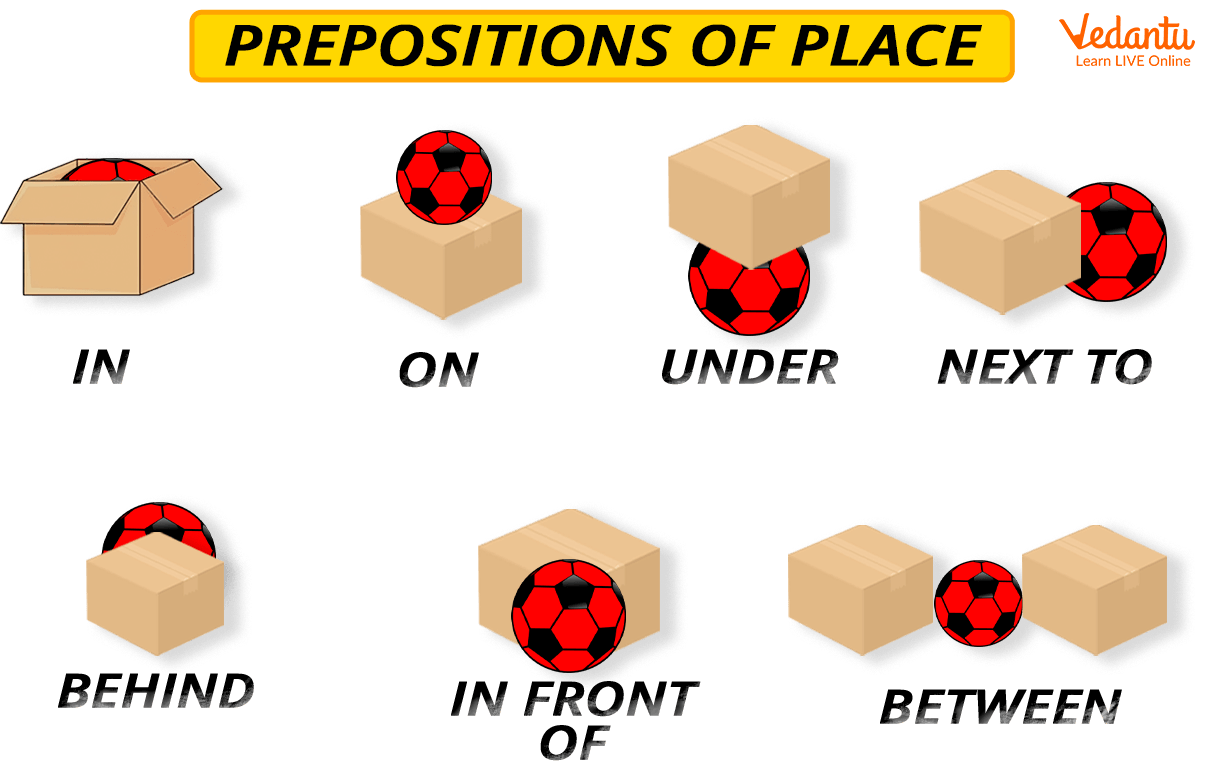 PREPOSITIONS OF PLACE
Vedantu
Learn LIVE Online
IN
ON
UNDER
NEXT TO
BEHIND
IN FRONT
OF
BETWEEN